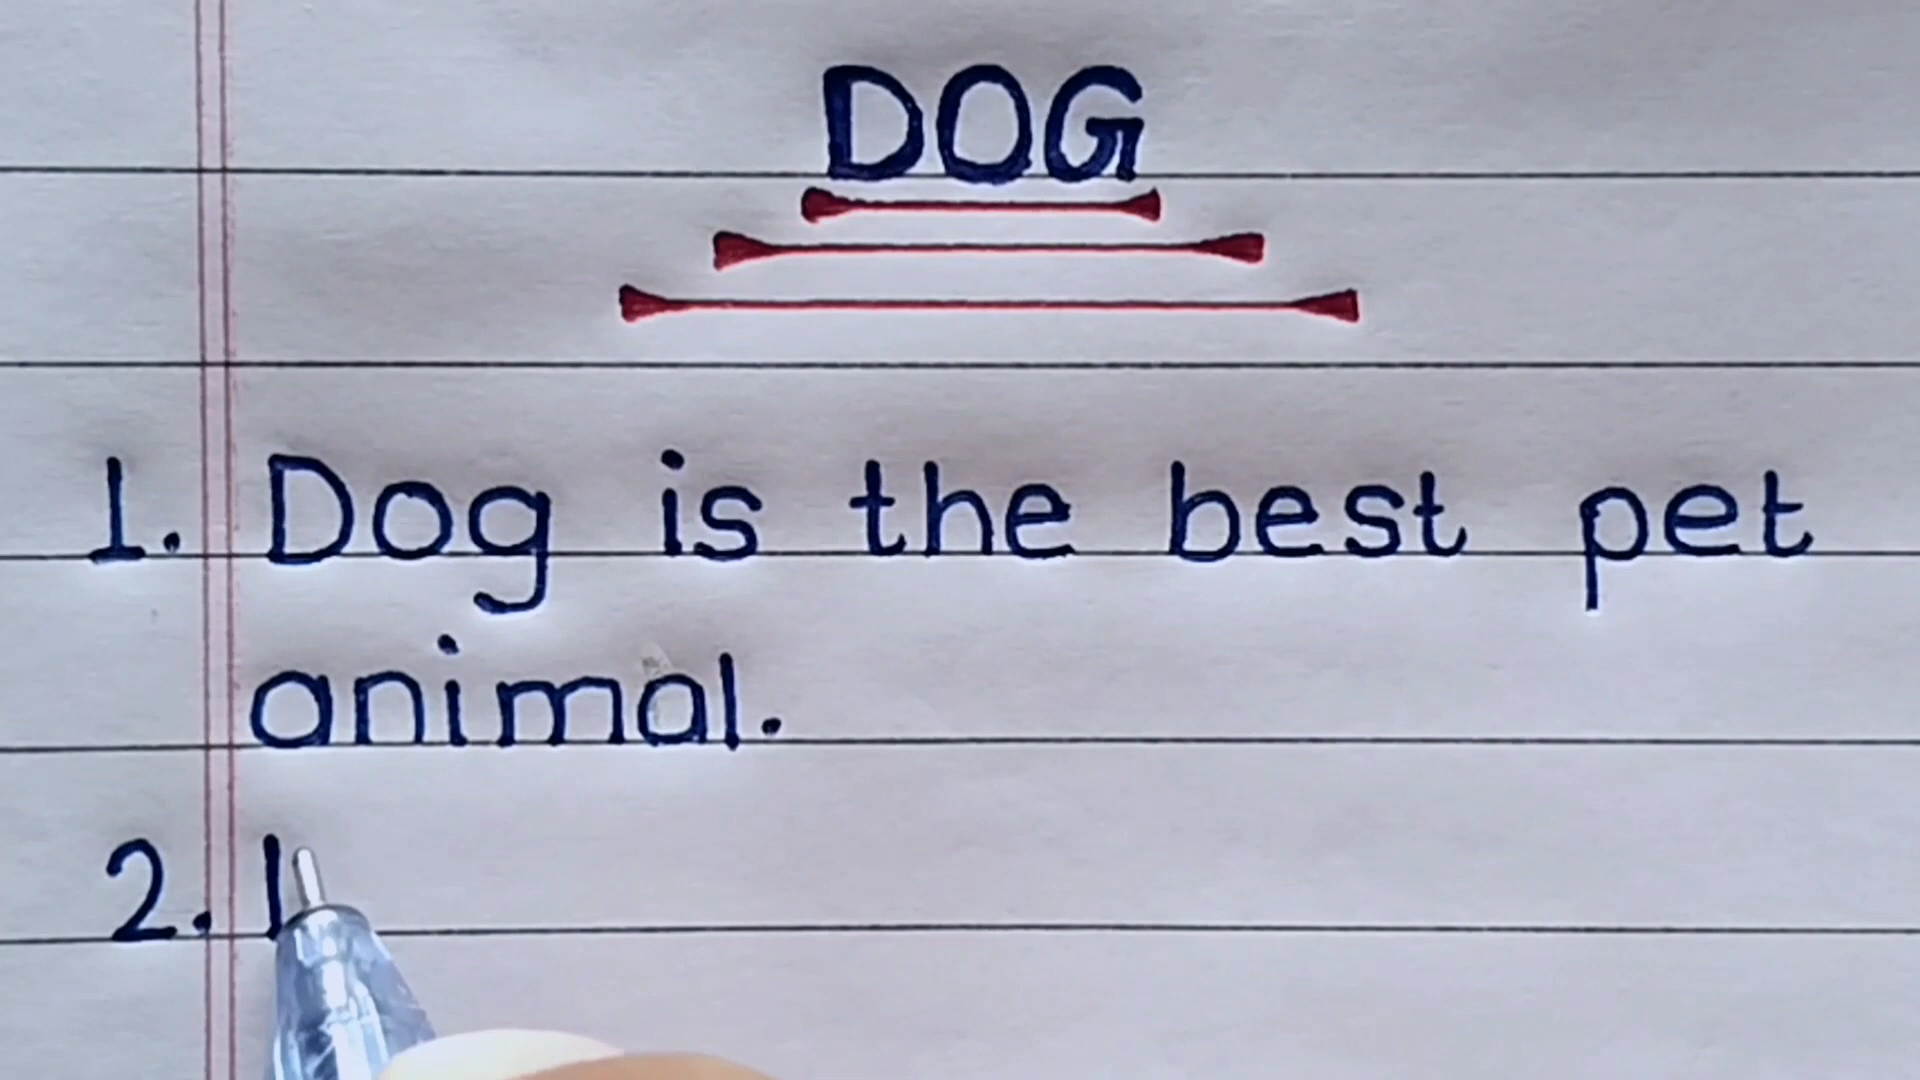 DOG
1. Dog is the best pet
animal.
2.